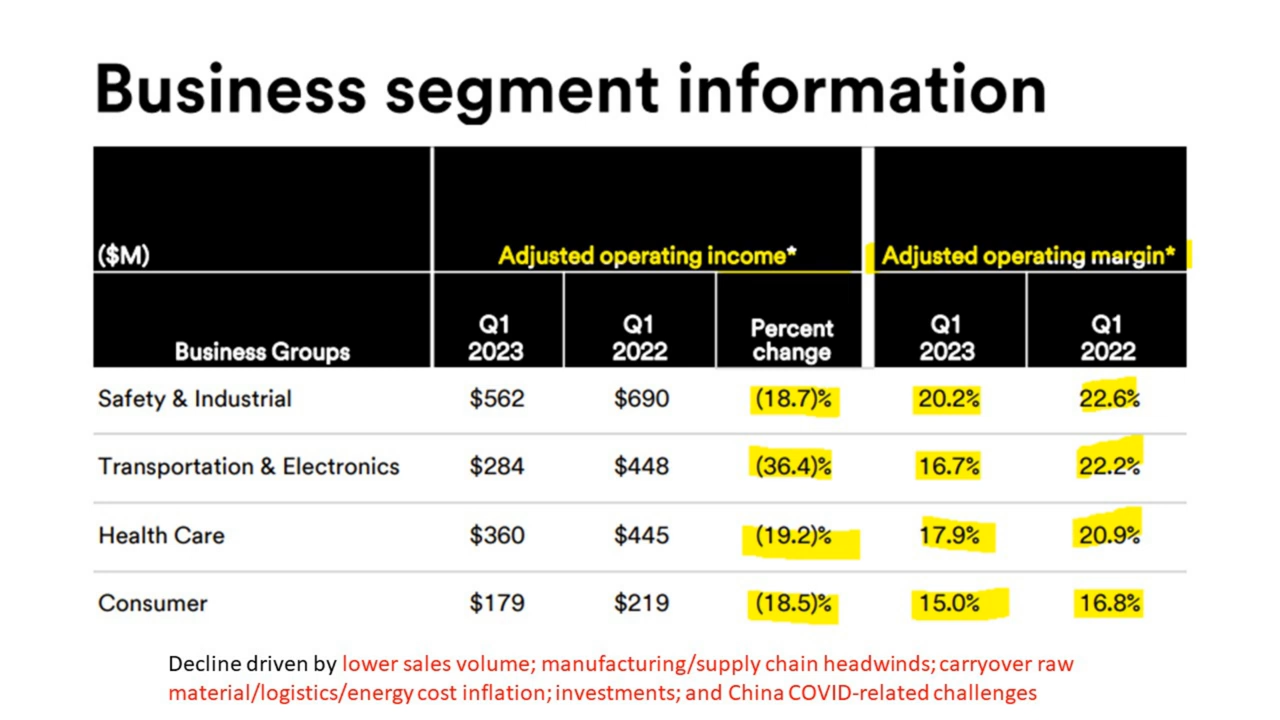 Business segment information
($M) Adjusted operating income* Adjusted operating margin*
Business Groups Q1 2023 Q1 2022 Percent change Q1 2023 Q1 2022
Safety & Industrial $562 $690 (18.7)% 20.2% 22.6%
Transportation & Electronics $284 $448 (36.4)% 16.7% 22.2%
Health Care $360 $445 (19.2)% 17.9% 20.9%
Consumer $179 $219 (18.5)% 15.0% 16.8%
Decline driven by lower sales volume; manufacturing/supply chain headwinds; carryover raw
material/logistics/energy cost inflation; investments; and China COVID-related challenges